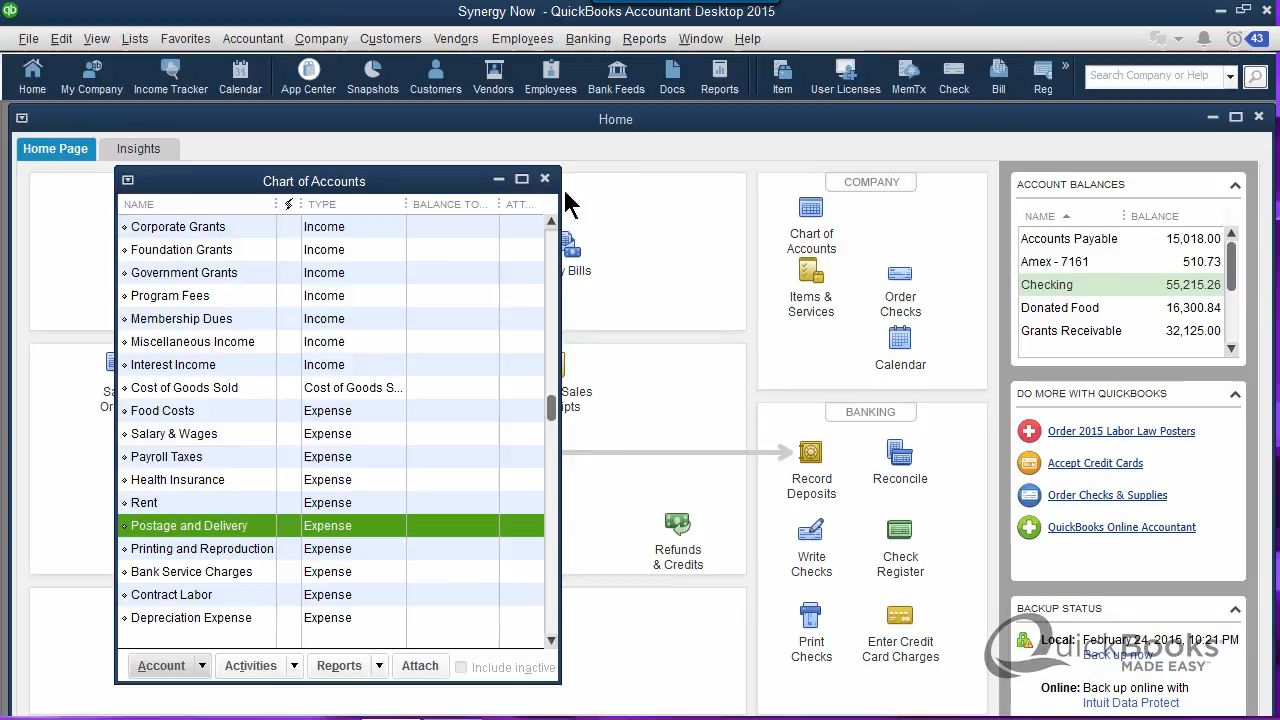 Synergy Now - QuickBooks Accountant Desktop 2015
File Edit View Lists Favorites Accountant Company Customers Vendors Employees Banking Reports Window Help
43
Home My Company Income Tracker Calendar App Center Snapshots Customers Vendors Employees Bank Feeds Docs Reports Item User Licenses MemTx Check Bill Reg
Search Company or Help
Home
Home Page Insights
Chart of Accounts
NAME TYPE BALANCE TO... ATT...
Corporate Grants Income
Foundation Grants Income
Government Grants Income
Program Fees Income
Membership Dues Income
Miscellaneous Income Income
Interest Income Income
Cost of Goods Sold Cost of Goods S...
Food Costs Expense
Salary & Wages Expense
Payroll Taxes Expense
Health Insurance Expense
Rent Expense
Postage and Delivery Expense
Printing and Reproduction Expense
Bank Service Charges Expense
Contract Labor Expense
Depreciation Expense Expense
Account Activities Reports Attach Include inactive
Bills
Sa
Or
Sales
ipts
Refunds
& Credits
COMPANY
Chart of
Accounts
Items &
Services
Order
Checks
Calendar
BANKING
Record
Deposits
Reconcile
Write
Checks
Check
Register
Print
Checks
Enter Credit
Card Charges
ACCOUNT BALANCES
NAME BALANCE
Accounts Payable 15,018.00
Amex - 7161 510.73
Checking 55,215.26
Donated Food 16,300.84
Grants Receivable 32,125.00
DO MORE WITH QUICKBOOKS
Order 2015 Labor Law Posters
Accept Credit Cards
Order Checks & Supplies
QuickBooks Online Accountant
BACKUP STATUS
Local: February 24, 2015, 10:21 PM
Back up now
QuickBooks
MADE EASY™
Online: Back up online with
Intuit Data Protect